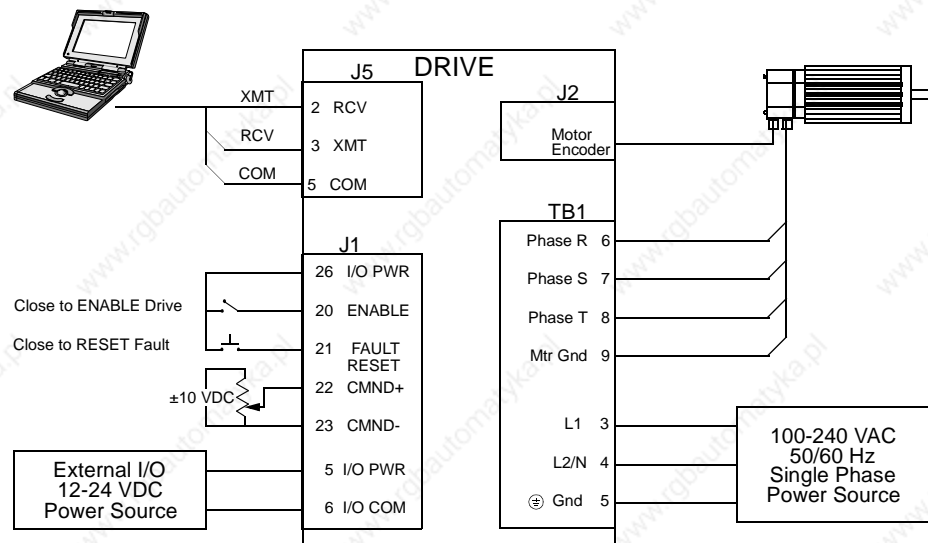 DRIVE
J5
XMT
2 RCV
RCV
3 XMT
COM
5 COM
J2
Motor
Encoder
J1
26 I/O PWR
Close to ENABLE Drive
20 ENABLE
Close to RESET Fault
21 FAULT
RESET
22 CMND+
±10 VDC
23 CMND-
External I/O
12-24 VDC
Power Source
5 I/O PWR
6 I/O COM
TB1
Phase R 6
Phase S 7
Phase T 8
Mtr Gnd 9
L1 3
L2/N 4
Gnd 5
100-240 VAC
50/60 Hz
Single Phase
Power Source
www.rgbautomatyka.pl